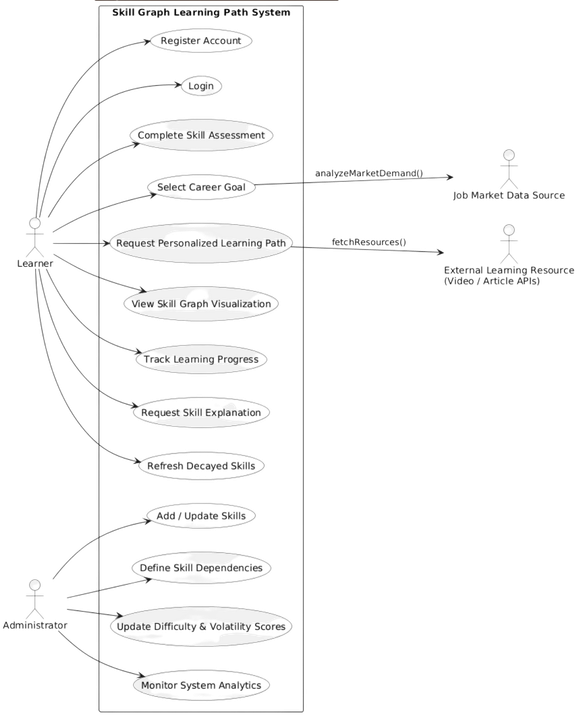 Skill Graph Learning Path System
Register Account
Login
Complete Skill Assessment
Select Career Goal
analyzeMarketDemand()
Job Market Data Source
Learner
Request Personalized Learning Path
fetchResources()
External Learning Resource
(Video / Article APIs)
View Skill Graph Visualization
Track Learning Progress
Request Skill Explanation
Refresh Decayed Skills
Add / Update Skills
Define Skill Dependencies
Administrator
Update Difficulty & Volatility Scores
Monitor System Analytics